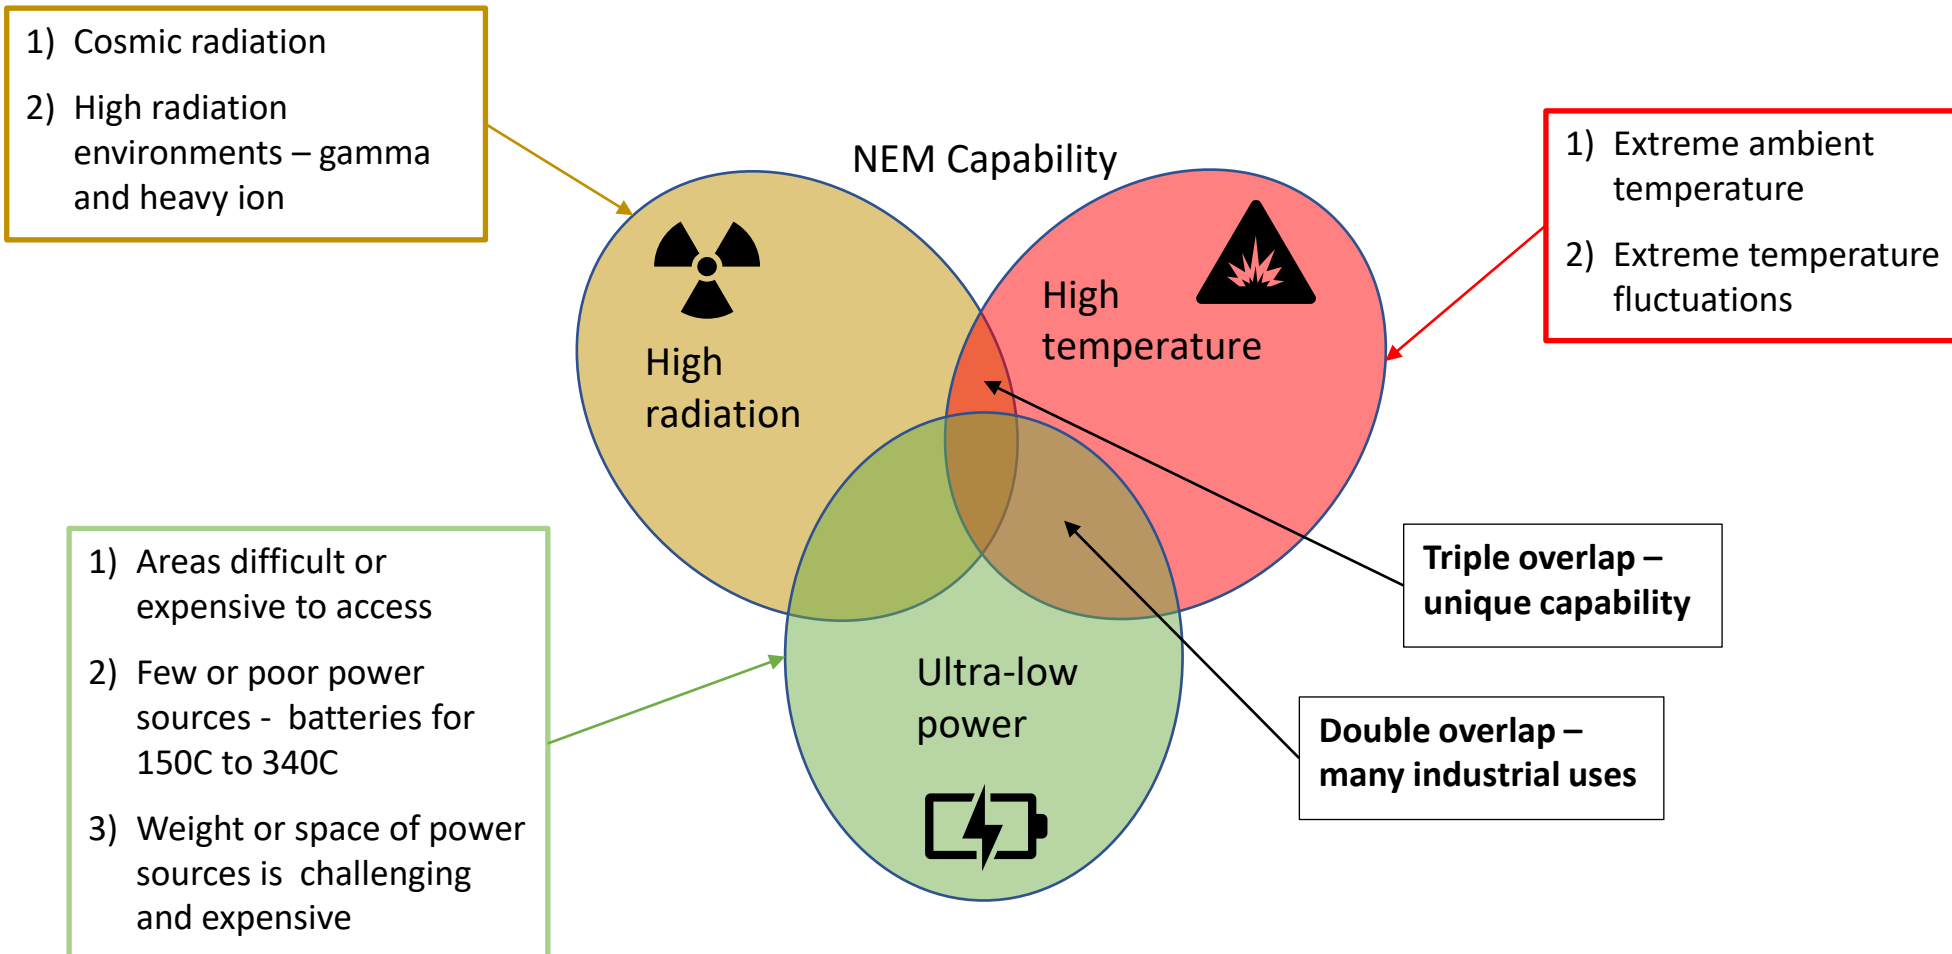 1) Cosmic radiation
2) High radiation
environments – gamma
and heavy ion
NEM Capability
1) Extreme ambient
temperature
2) Extreme temperature
fluctuations
High
temperature
High
radiation
1) Areas difficult or
expensive to access
2) Few or poor power
sources -  batteries for
150C to 340C
3) Weight or space of power
sources is  challenging
and expensive
Triple overlap –
unique capability
Ultra-low
power
Double overlap –
many industrial uses